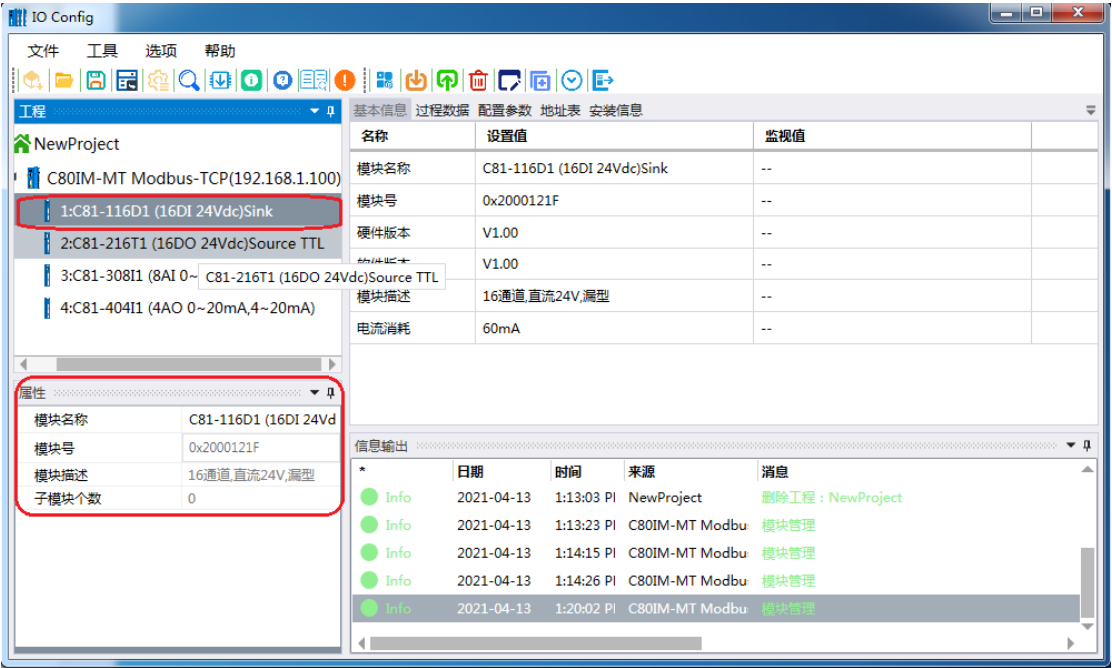 IO Config
文件 工具 选项 帮助
工程
NewProject
C80IM-MT Modbus-TCP(192.168.1.100)
1:C81-116D1 (16DI 24Vdc)Sink
2:C81-216T1 (16DO 24Vdc)Source TTL
3:C81-308I1 (8AI 0~
C81-216T1 (16DO 24Vdc)Source TTL
4:C81-404I1 (4AO 0~20mA,4~20mA)
属性
模块名称 C81-116D1 (16DI 24Vd
模块号 0x2000121F
模块描述 16通道,直流24V,漏型
子模块个数 0
基本信息 过程数据 配置参数 地址表 安装信息
名称 设置值 监视值
模块名称 C81-116D1 (16DI 24Vdc)Sink --
模块号 0x2000121F --
硬件版本 V1.00 --
软件版本 V1.00 --
模块描述 16通道,直流24V,漏型 --
电流消耗 60mA --
信息输出
* 日期 时间 来源 消息
Info 2021-04-13 1:13:03 PI NewProject 删除工程：NewProject
Info 2021-04-13 1:13:23 PI C80IM-MT Modbu 模块管理
Info 2021-04-13 1:14:15 PI C80IM-MT Modbu 模块管理
Info 2021-04-13 1:14:26 PI C80IM-MT Modbu 模块管理
Info 2021-04-13 1:20:02 PI C80IM-MT Modbu 模块管理